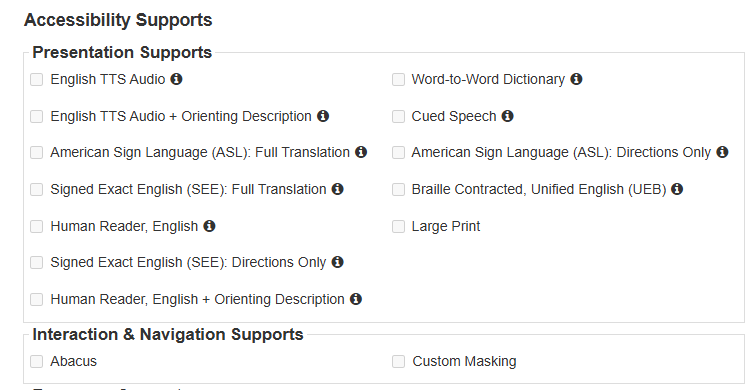 Accessibility Supports
Presentation Supports
English TTS Audio
Word-to-Word Dictionary
English TTS Audio + Orienting Description
Cued Speech
American Sign Language (ASL): Full Translation
American Sign Language (ASL): Directions Only
Signed Exact English (SEE): Full Translation
Braille Contracted, Unified English (UEB)
Human Reader, English
Large Print
Signed Exact English (SEE): Directions Only
Human Reader, English + Orienting Description
Interaction & Navigation Supports
Abacus
Custom Masking